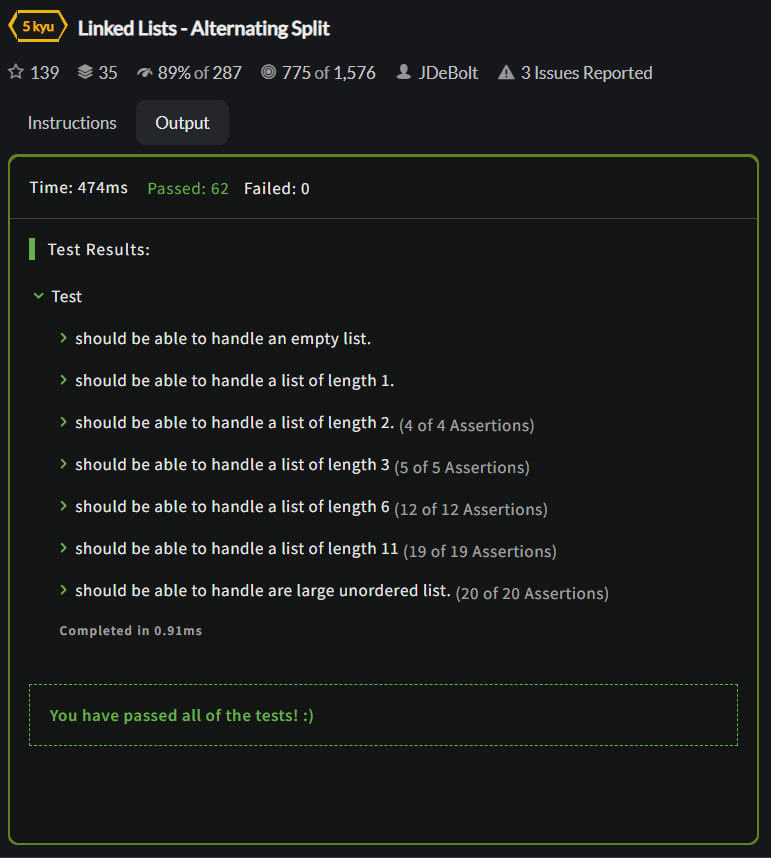 5 kyu Linked Lists - Alternating Split
139 35 89% of 287 775 of 1,576 JDeBolt 3 Issues Reported
Instructions Output
Time: 474ms Passed: 62 Failed: 0
Test Results:
Test
should be able to handle an empty list.
should be able to handle a list of length 1.
should be able to handle a list of length 2. (4 of 4 Assertions)
should be able to handle a list of length 3 (5 of 5 Assertions)
should be able to handle a list of length 6 (12 of 12 Assertions)
should be able to handle a list of length 11 (19 of 19 Assertions)
should be able to handle are large unordered list. (20 of 20 Assertions)
Completed in 0.91ms
You have passed all of the tests! :)